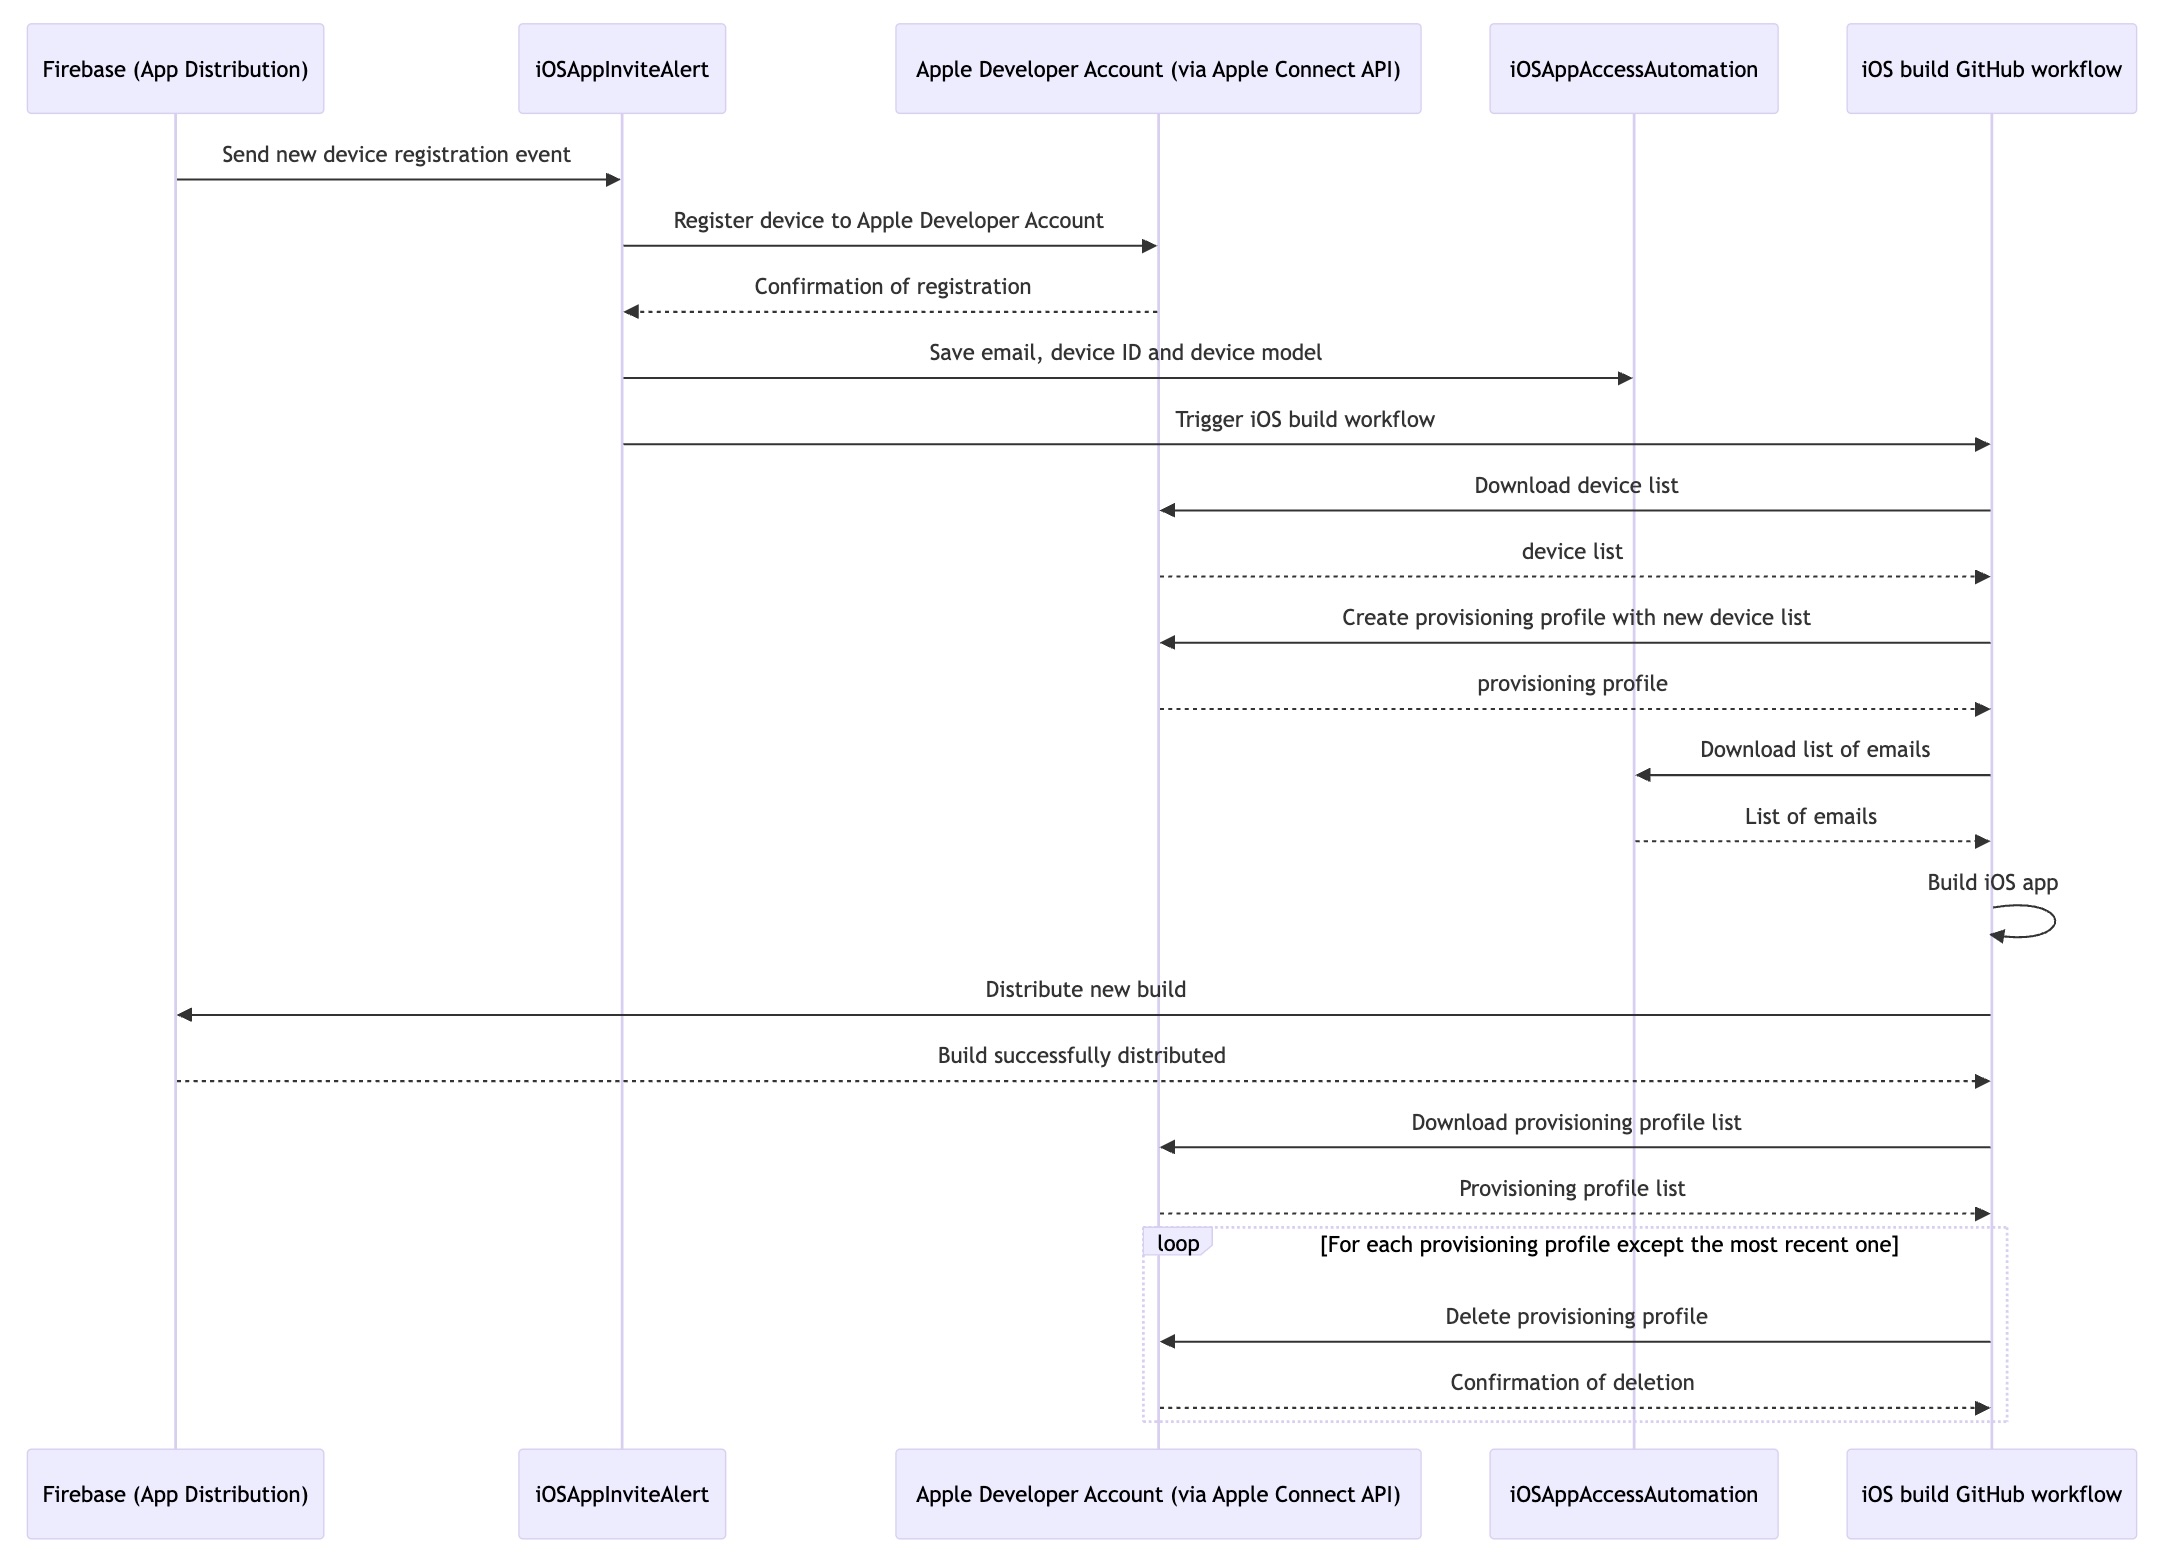 Firebase (App Distribution)
iOSAppInviteAlert
Apple Developer Account (via Apple Connect API)
iOSAppAccessAutomation
iOS build GitHub workflow
Send new device registration event
Register device to Apple Developer Account
Confirmation of registration
Save email, device ID and device model
Trigger iOS build workflow
Download device list
device list
Create provisioning profile with new device list
provisioning profile
Download list of emails
List of emails
Build iOS app
Distribute new build
Build successfully distributed
Download provisioning profile list
Provisioning profile list
loop
[For each provisioning profile except the most recent one]
Delete provisioning profile
Confirmation of deletion
Firebase (App Distribution)
iOSAppInviteAlert
Apple Developer Account (via Apple Connect API)
iOSAppAccessAutomation
iOS build GitHub workflow